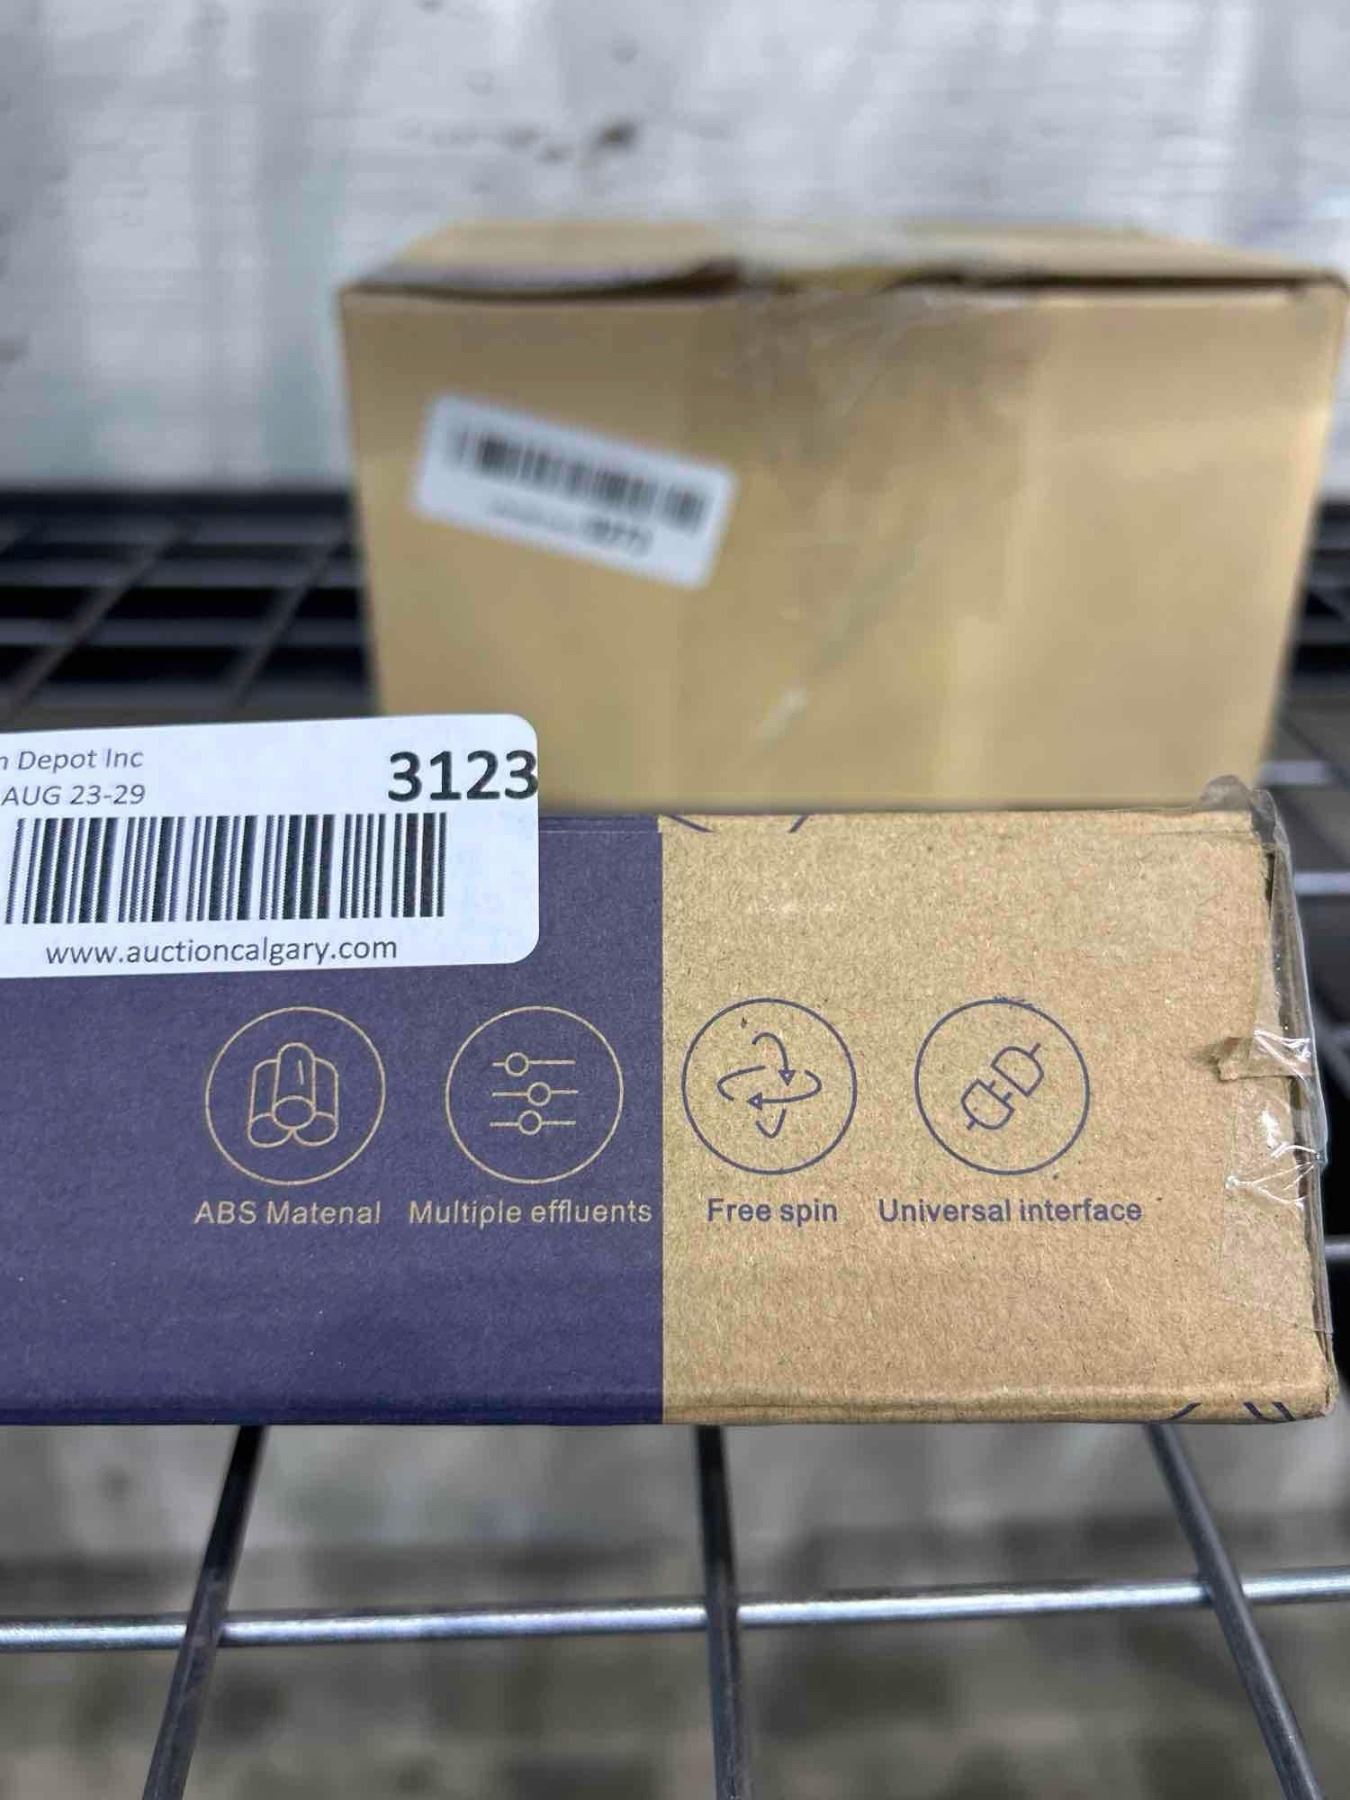 n Depot Inc
3123
AUG 23-29
www.auctioncalgary.com
ABS Matenal
Multiple effluents
Free spin
Universal interface